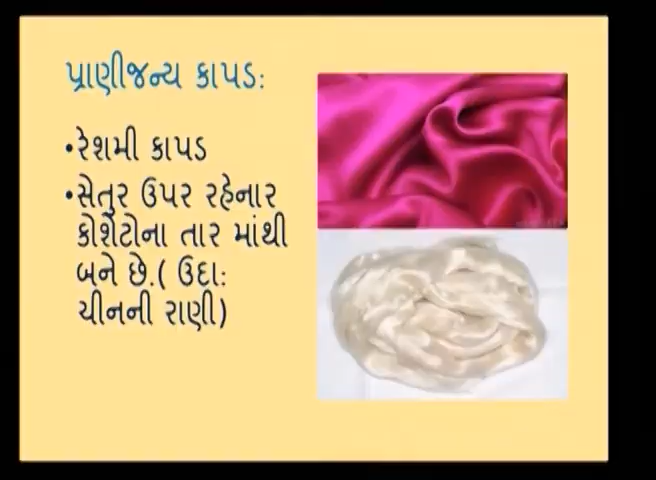 પ્રાણીજન્ય કાપડ:
•રેશમી કાપડ
•સેતુર ઉપર રહેનાર
કોશેટોના તાર માંથી
બને છે.( ઉદા:
ચીનની રાણી)